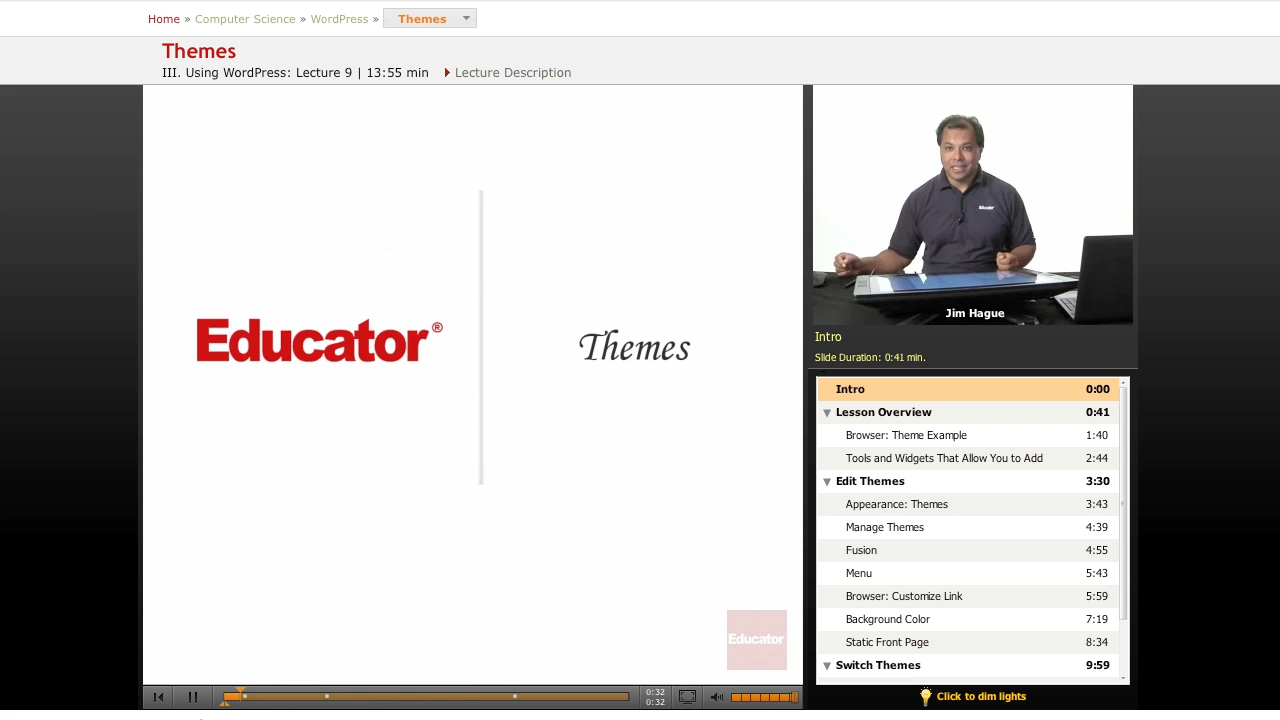 Home » Computer Science » WordPress » Themes
Themes
III. Using WordPress: Lecture 9 | 13:55 min Lecture Description
Educator®
Themes
Educator
Educator
Jim Hague
Intro
Slide Duration: 0:41 min.
Intro 0:00
Lesson Overview 0:41
Browser: Theme Example 1:40
Tools and Widgets That Allow You to Add 2:44
Edit Themes 3:30
Appearance: Themes 3:43
Manage Themes 4:39
Fusion 4:55
Menu 5:43
Browser: Customize Link 5:59
Background Color 7:19
Static Front Page 8:34
Switch Themes 9:59
0:32
0:32
Click to dim lights